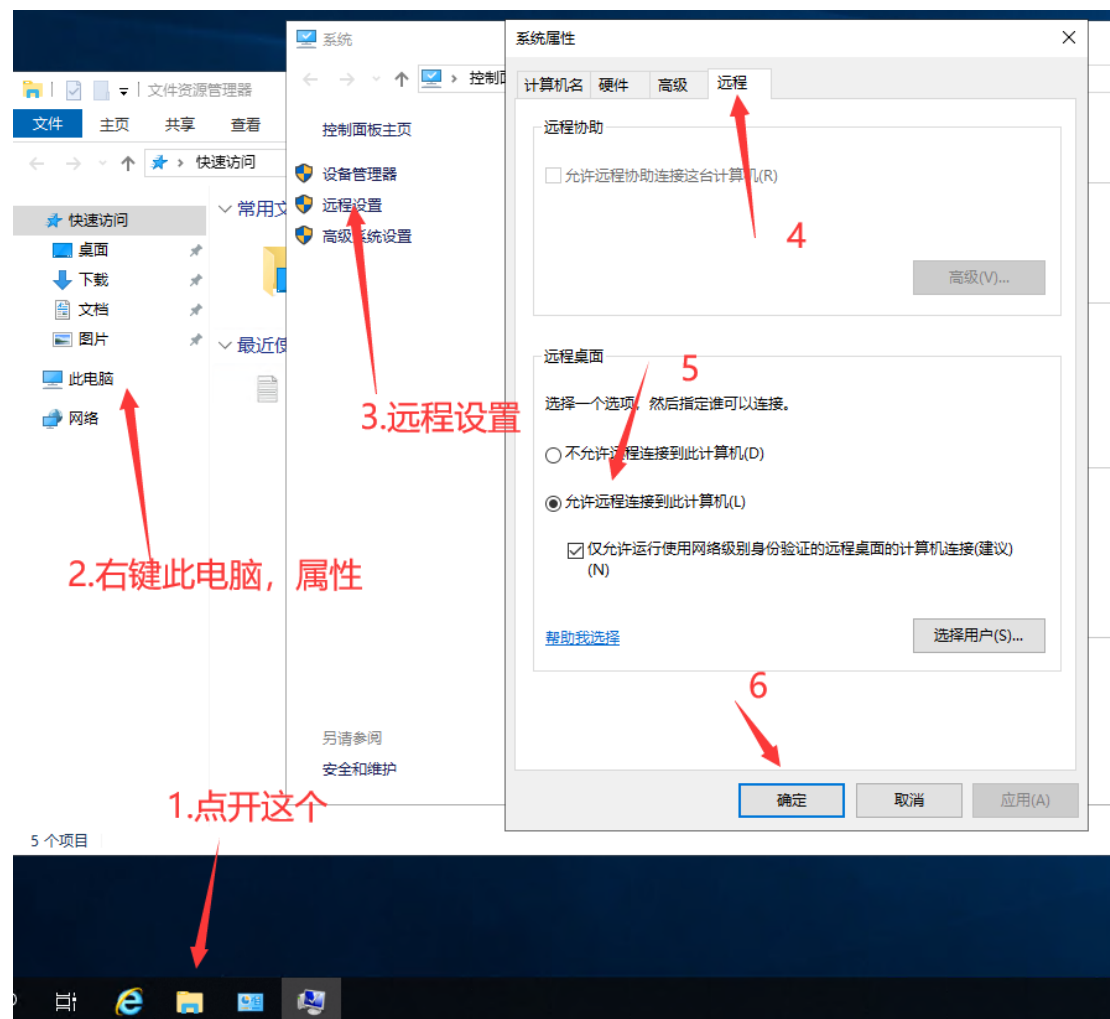 系统
系统属性
控制面
计算机名 硬件 高级 远程
文件资源管理器
文件 主页 共享 查看
快速访问
控制面板主页
设备管理器
远程设置
高级系统设置
快速访问
桌面
下载
文档
图片
此电脑
网络
常用文
最近使
远程协助
允许远程协助连接这台计算机(R)
4
高级(V)...
远程桌面
5
选择一个选项，然后指定谁可以连接。
3.远程设置
不允许远程连接到此计算机(D)
允许远程连接到此计算机(L)
仅允许运行使用网络级别身份验证的远程桌面的计算机连接(建议)
(N)
2.右键此电脑，属性
帮助我选择
选择用户(S)...
6
另请参阅
安全和维护
1.点开这个
确定 取消 应用(A)
5 个项目